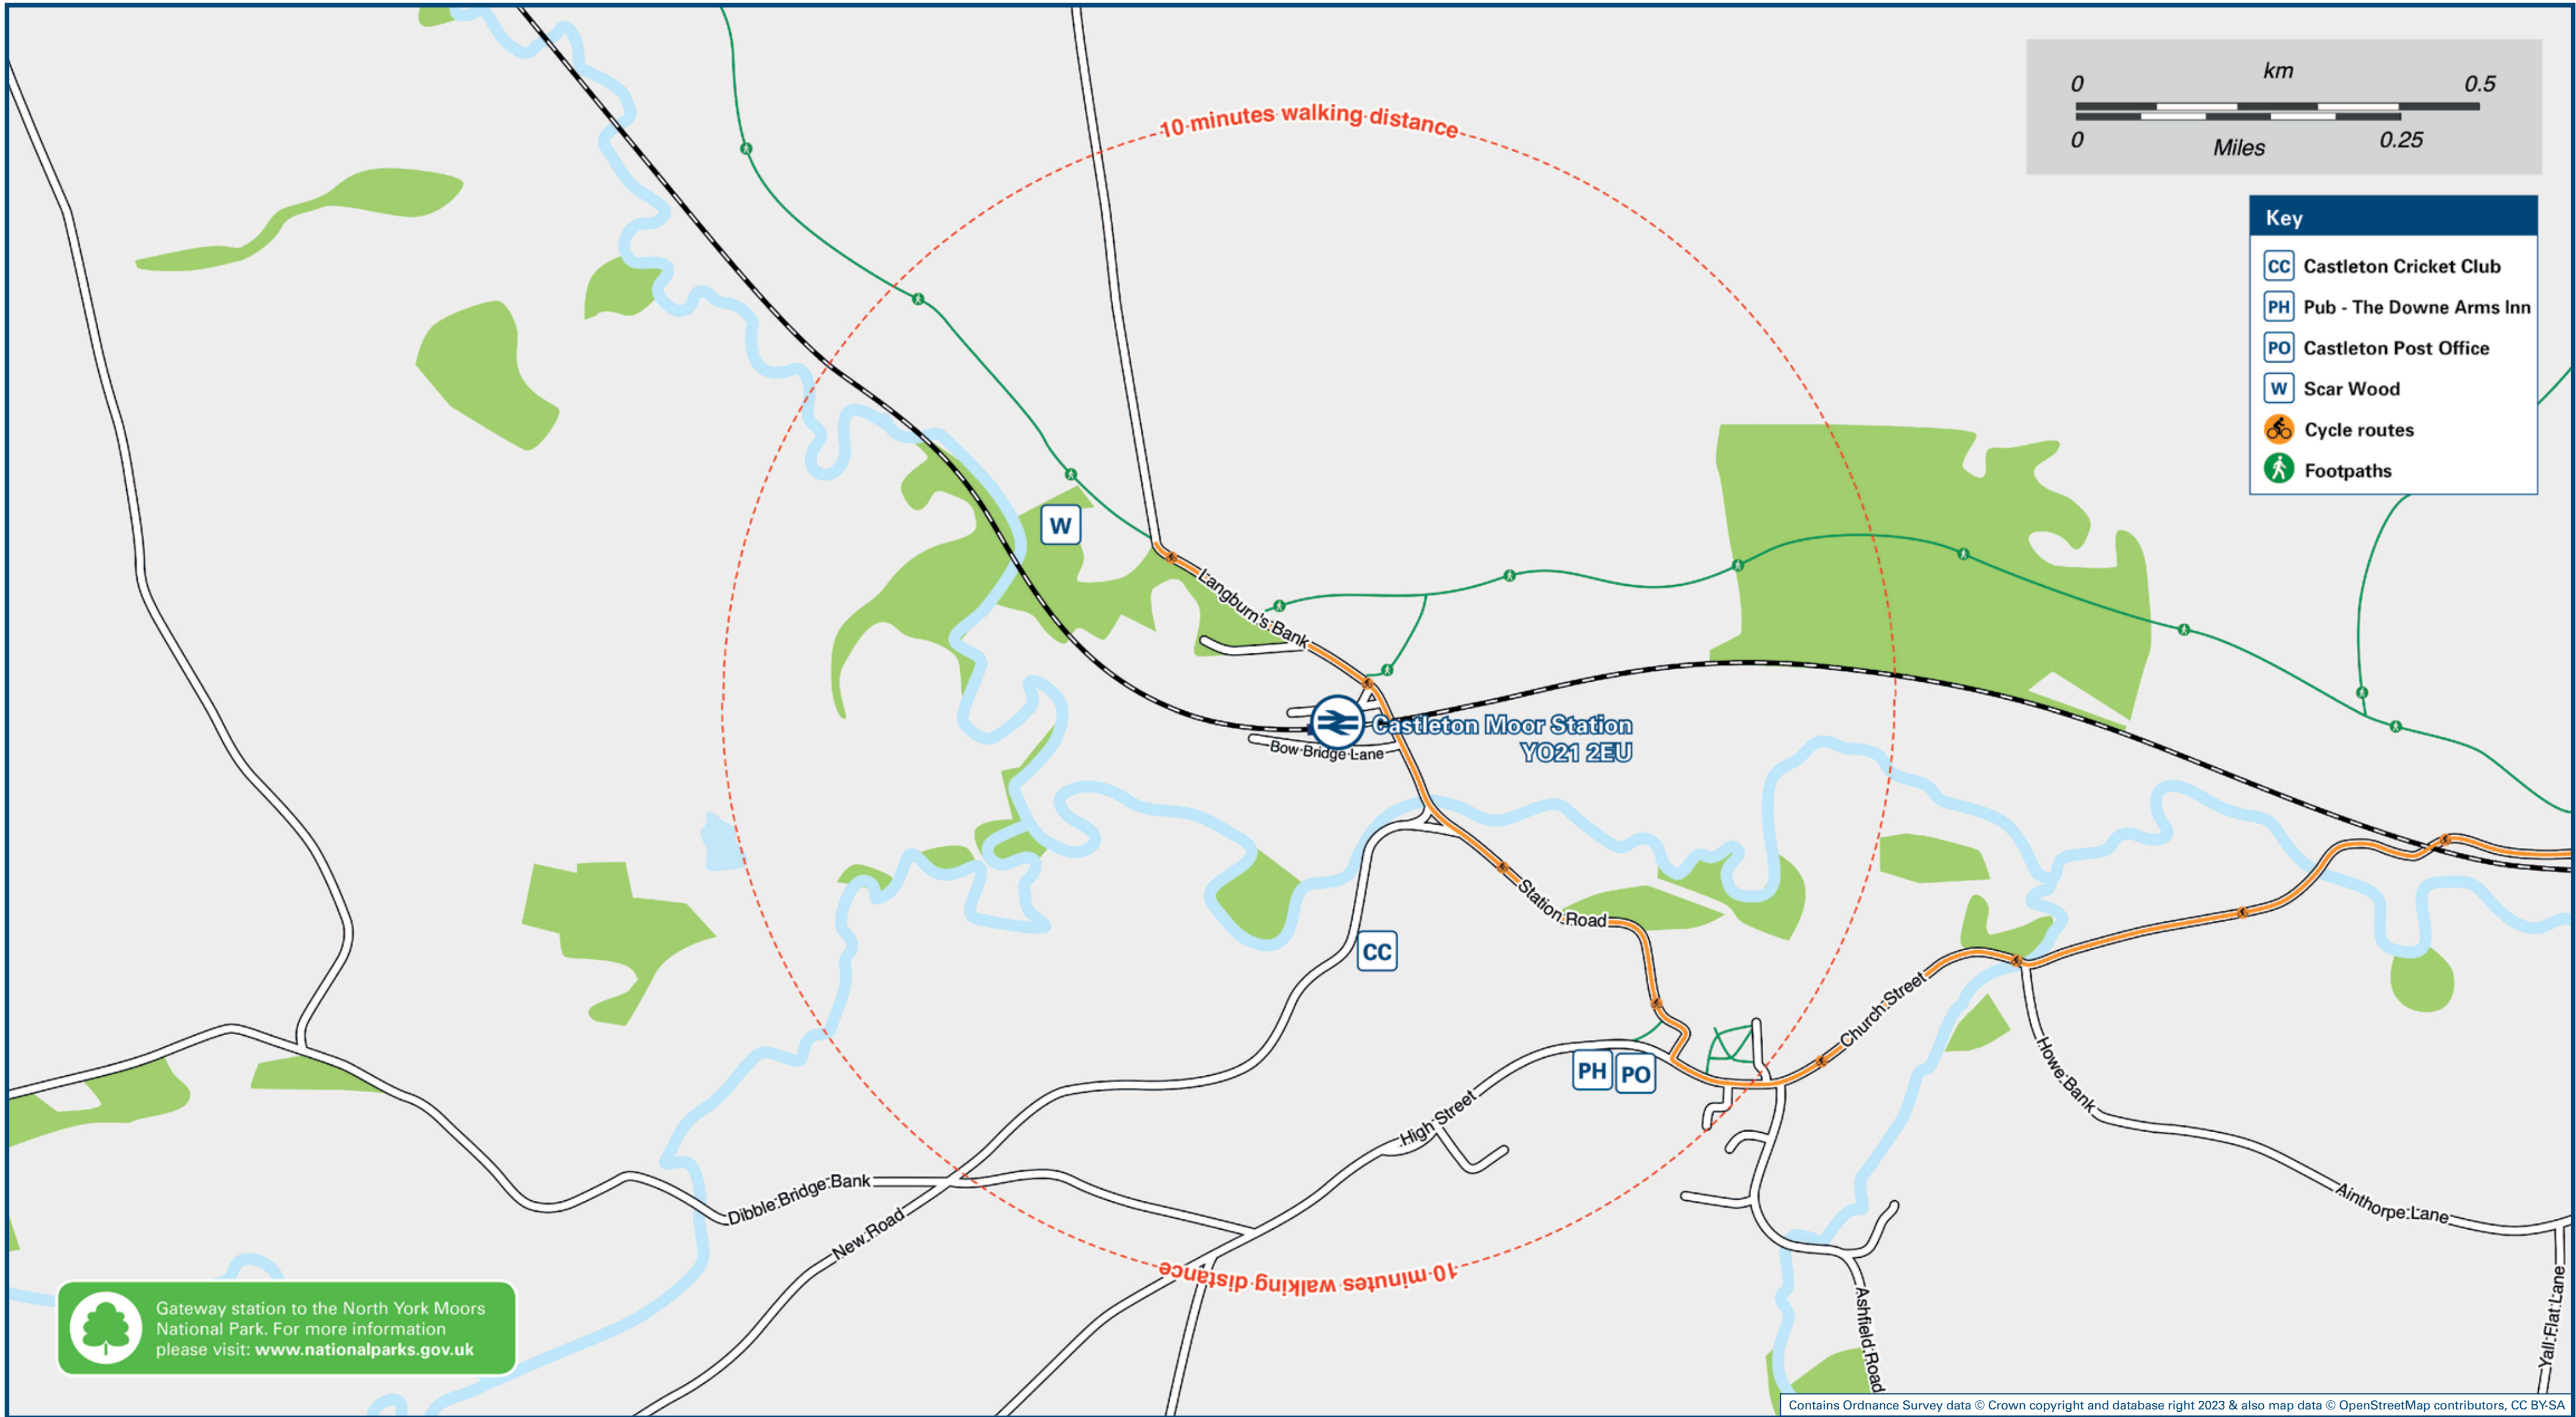 10 minutes walking distance
km
0 0.5
0 0.25
Miles
Key
CC Castleton Cricket Club
PH Pub - The Downe Arms Inn
PO Castleton Post Office
W Scar Wood
Cycle routes
Footpaths
W
Langburn's Bank
Castleton Moor Station
YO21 2EU
Bow Bridge Lane
Station Road
CC
Church Street
PH PO
Howe Bank
High Street
Dibble Bridge Bank
New Road
Ainthorpe Lane
10 minutes walking distance
Ashfield Road
Yall Flat Lane
Gateway station to the North York Moors
National Park. For more information
please visit: www.nationalparks.gov.uk
Contains Ordnance Survey data © Crown copyright and database right 2023 & also map data © OpenStreetMap contributors, CC BY-SA